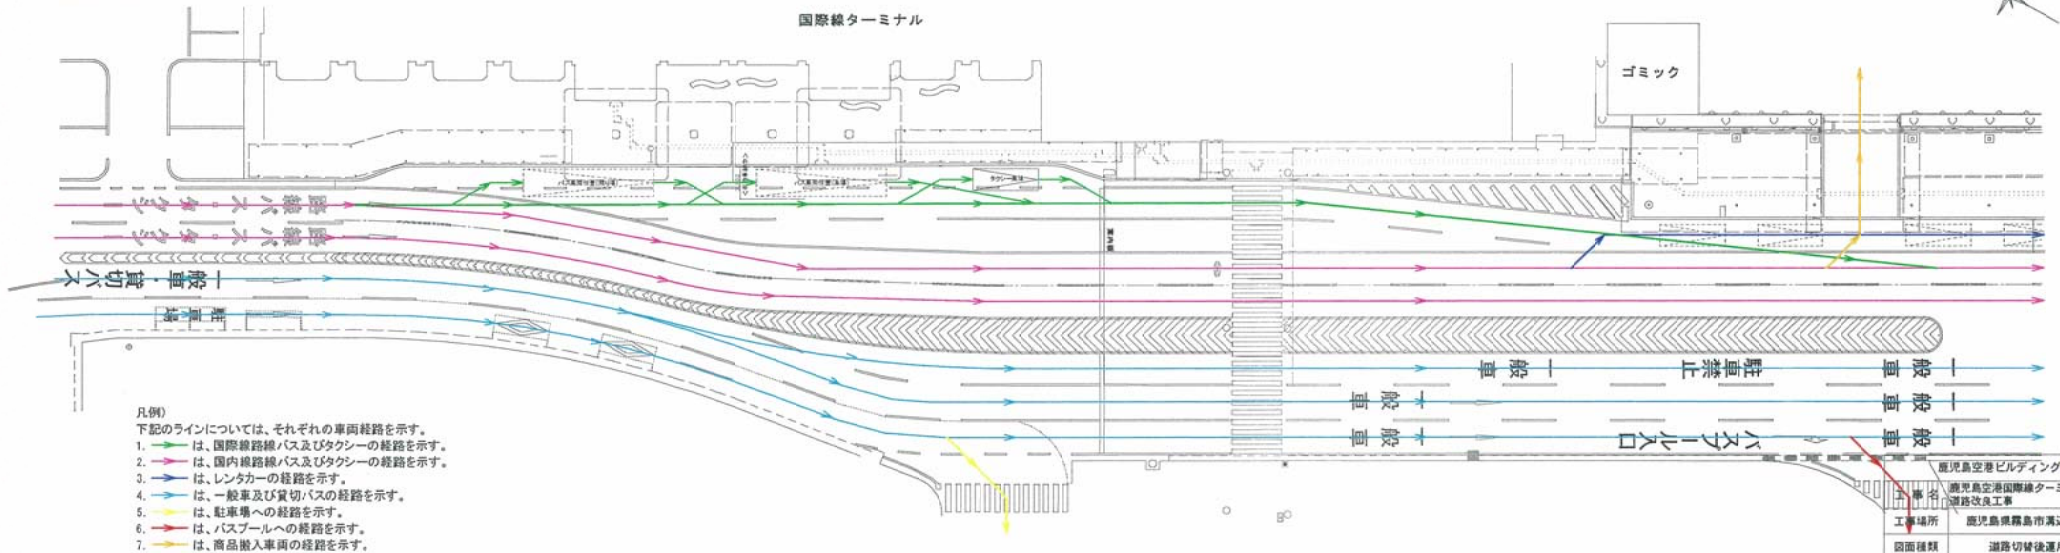 国際線ターミナル
ゴミック
路線バス・タクシ
路線バス・タクシ
一般車・貸切バス
駐車場
タクシー乗場
案内標
一般車
駐車禁止
一般車
一般車
一般車
一般車
バスプール入口
一般車
凡例)
下記のラインについては、それぞれの車両経路を示す。
1. は、国際線路線バス及びタクシーの経路を示す。
2. は、国内線路線バス及びタクシーの経路を示す。
3. は、レンタカーの経路を示す。
4. は、一般車及び貸切バスの経路を示す。
5. は、駐車場への経路を示す。
6. は、バスプールへの経路を示す。
7. は、商品搬入車両の経路を示す。
鹿児島空港ビルディング
工事名
鹿児島空港国際線ターミ
道路改良工事
工事場所
鹿児島県霧島市溝辺
図面種類
道路切替後運用